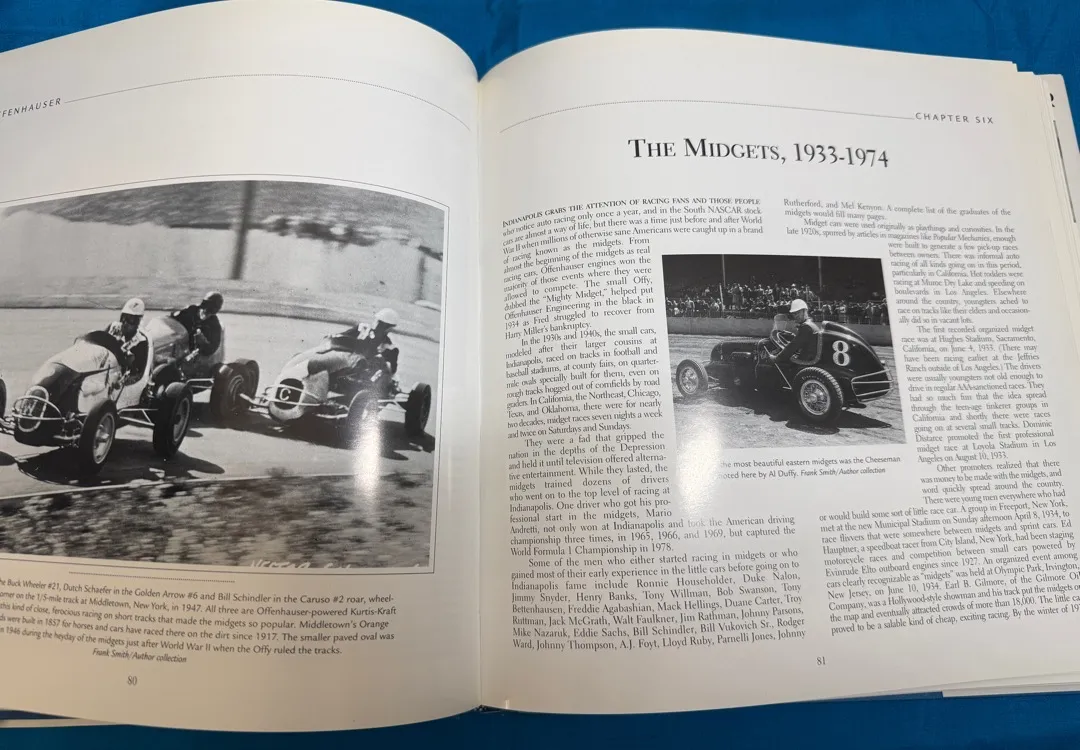 FFENHAUSER
he Buck Wheeler #21, Dutch Schaefer in the Golden Arrow #6 and Bill Schindler in the Caruso #2 roar, wheel-
orner on the 1/5-mile track at Middletown, New York, in 1947. All three are Offenhauser-powered Kurtis-Kraft
this kind of close, ferocious racing on short tracks that made the midgets so popular. Middletown's Orange
ds were built in 1857 for horses and cars have raced there on the dirt since 1917. The smaller paved oval was
in 1946 during the heyday of the midgets just after World War II when the Offy ruled the tracks.
Frank Smith/Author collection
80
C
CHAPTER SIX
THE MIDGETS, 1933-1974
INDIANAPOLIS GRABS THE ATTENTION OF RACING FANS AND THOSE PEOPLE
who notice auto racing only once a year, and in the South NASCAR stock
cars are almost a way of life, but there was a time just before and after World
War II when millions of otherwise sane Americans were caught up in a brand
of racing known as the midgets. From
almost the beginning of the midgets as real
racing cars, Offenhauser engines won the
majority of those events where they were
allowed to compete. The small Offy,
dubbed the "Mighty Midget," helped put
Offenhauser Engineering in the black in
1934 as Fred struggled to recover from
Harry Miller's bankruptcy.
In the 1930s and 1940s, the small cars,
modeled after their larger cousins at
Indianapolis, raced on tracks in football and
baseball stadiums, at county fairs, on quarter-
mile ovals specially built for them, even on
rough tracks bogged out of cornfields by road
graders. In California, the Northeast, Chicago,
Texas, and Oklahoma, there were for nearly
two decades, midget races seven nights a week
and twice on Saturdays and Sundays.
They were a fad that gripped the
nation in the depths of the Depression
and held it until television offered alterna-
tive entertainment. While they lasted, the
midgets trained dozens of drivers
who went on to the top level of racing at
Indianapolis. One driver who got his pro-
fessional start in the midgets, Mario
Andretti, not only won at Indianapolis and took the American driving
championship three times, in 1965, 1966, and 1969, but captured the
World Formula 1 Championship in 1978.
Some of the men who either started racing in midgets or who
gained most of their early experience in the little cars before going on to
Indianapolis fame include Ronnie Householder, Duke Nalon,
Jimmy Snyder, Henry Banks, Tony Willman, Bob Swanson, Tony
Bettenhausen, Freddie Agabashian, Mack Hellings, Duane Carter, Troy
Ruttman, Jack McGrath, Walt Faulkner, Jim Rathman, Johnny Parsons,
Mike Nazaruk, Eddie Sachs, Bill Schindler, Bill Vukovich Sr., Rodger
Ward, Johnny Thompson, A.J. Foyt, Lloyd Ruby, Parnelli Jones, Johnny
Rutherford, and Mel Kenyon. A complete list of the graduates of the
midgets would fill many pages.
Midget cars were used originally as playthings and curiosities. In the
late 1920s, spurred by articles in magazines like Popular Mechanics, enough
were built to generate a few pick-up races
between owners. There was informal auto
racing of all kinds going on in this period,
particularly in California. Hot rodders were
racing at Muroc Dry Lake and speeding on
boulevards in Los Angeles. Elsewhere
around the country, youngsters ached to
race on tracks like their elders and occasion-
ally did so in vacant lots.
The first recorded organized midget
race was at Hughes Stadium, Sacramento,
California, on June 4, 1933. (There may
have been racing earlier at the Jeffries
Ranch outside of Los Angeles.) The drivers
were usually youngsters not old enough to
drive in regular AAA-sanctioned races. They
had so much fun that the idea spread
through the teen-age tinkerer groups in
California and shortly there were races
going on at several small tracks. Dominic
Distarce promoted the first professional
midget race at Loyola Stadium in Los
Angeles on August 10, 1933.
Other promoters realized that there
was money to be made with the midgets, and
word quickly spread around the country.
There were young men everywhere who had
or would build some sort of little race car. A group in Freeport, New York,
met at the new Municipal Stadium on Sunday afternoon April 8, 1934, to
race flivvers that were somewhere between midgets and sprint cars. Ed
Hauptner, a speedboat racer from City Island, New York, had been staging
motorcycle races and competition between small cars powered by
Evinrude Elto outboard engines since 1927. An organized event among
cars clearly recognizable as "midgets" was held at Olympic Park, Irvington,
New Jersey, on June 10, 1934. Earl B. Gilmore, of the Gilmore Oil
Company, was a Hollywood-style showman and his track put the midgets o
the map and eventually attracted crowds of more than 18,000. The little ca
proved to be a salable kind of cheap, exciting racing. By the winter of 19
8
he most beautiful eastern midgets was the Cheeseman
oted here by Al Duffy. Frank Smith/Author collection
81